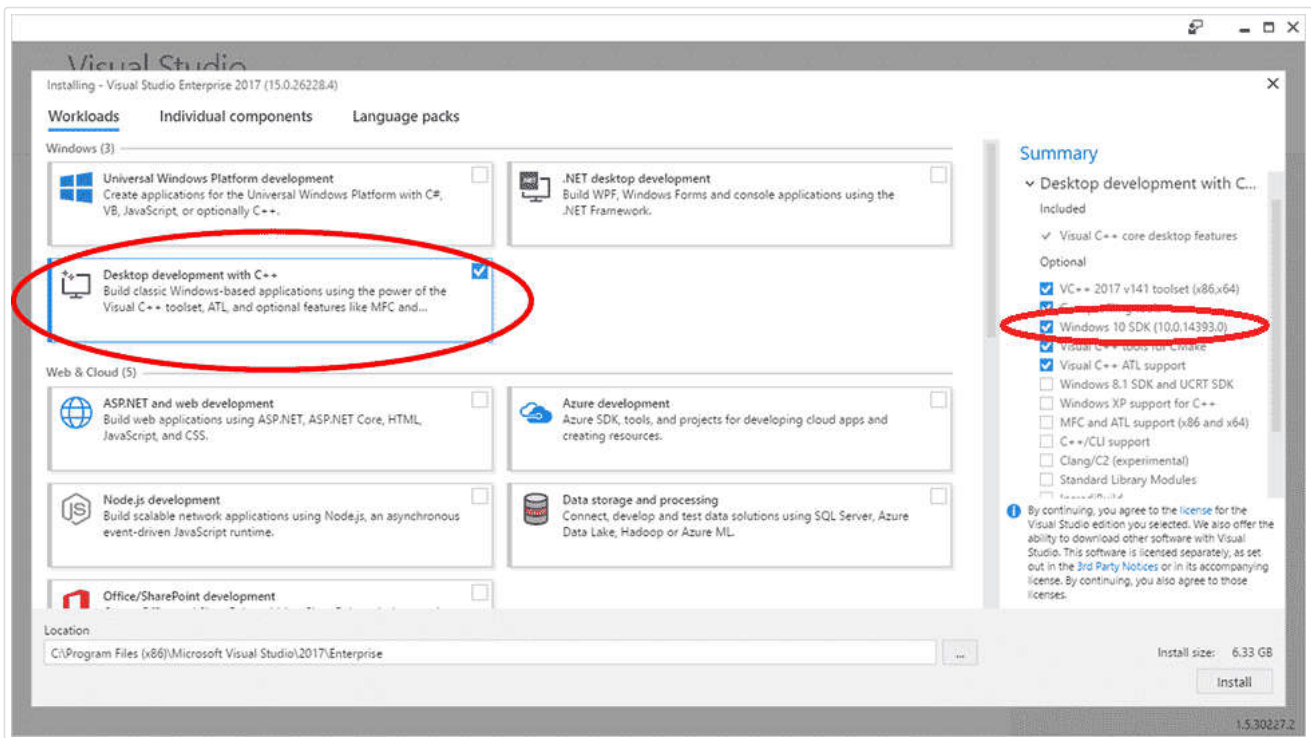 Visual Studio
Installing - Visual Studio Enterprise 2017 (15.0.26228.4)
Workloads Individual components Language packs
Windows (3)
Universal Windows Platform development
Create applications for the Universal Windows Platform with C#,
VB, JavaScript, or optionally C++.
.NET desktop development
Build WPF, Windows Forms and console applications using the
.NET Framework.
Desktop development with C++
Build classic Windows-based applications using the power of the
Visual C++ toolset, ATL, and optional features like MFC and...
Web & Cloud (5)
ASP.NET and web development
Build web applications using ASP.NET, ASP.NET Core, HTML,
JavaScript, and CSS.
Azure development
Azure SDK, tools, and projects for developing cloud apps and
creating resources.
Node.js development
Build scalable network applications using Node.js, an asynchronous
event-driven JavaScript runtime.
Data storage and processing
Connect, develop and test data solutions using SQL Server, Azure
Data Lake, Hadoop or Azure ML.
Office/SharePoint development
Summary
Desktop development with C...
Included
Visual C++ core desktop features
Optional
VC++ 2017 v141 toolset (x86,x64)
Windows 10 SDK (10.0.14393.0)
Visual C++ tools for CMake
Visual C++ ATL support
Windows 8.1 SDK and UCRT SDK
Windows XP support for C++
MFC and ATL support (x86 and x64)
C++/CLI support
Clang/C2 (experimental)
Standard Library Modules
By continuing, you agree to the license for the
Visual Studio edition you selected. We also offer the
ability to download other software with Visual
Studio. This software is licensed separately, as set
out in the 3rd Party Notices or in its accompanying
license. By continuing, you also agree to those
licenses.
Location
C:\Program Files (x86)\Microsoft Visual Studio\2017\Enterprise
...
Install size: 6.33 GB
Install
1.5.30227.2